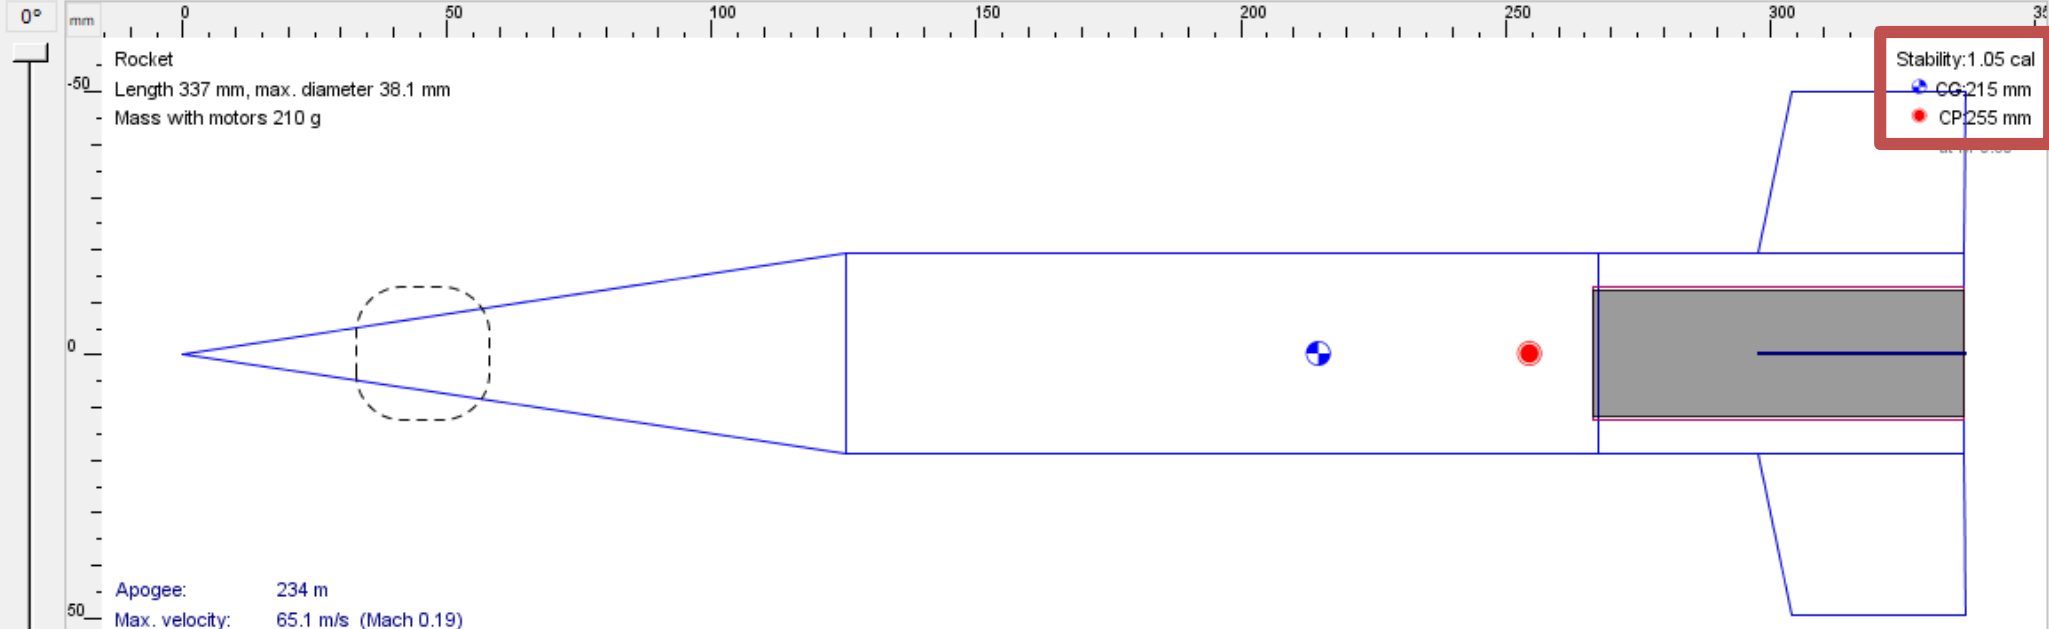 0°
mm
0
50
100
150
200
250
300
-50
0
50
Rocket
Length 337 mm, max. diameter 38.1 mm
Mass with motors 210 g
Stability:1.05 cal
CG:215 mm
CP:255 mm
Apogee: 234 m
Max. velocity: 65.1 m/s (Mach 0.19)